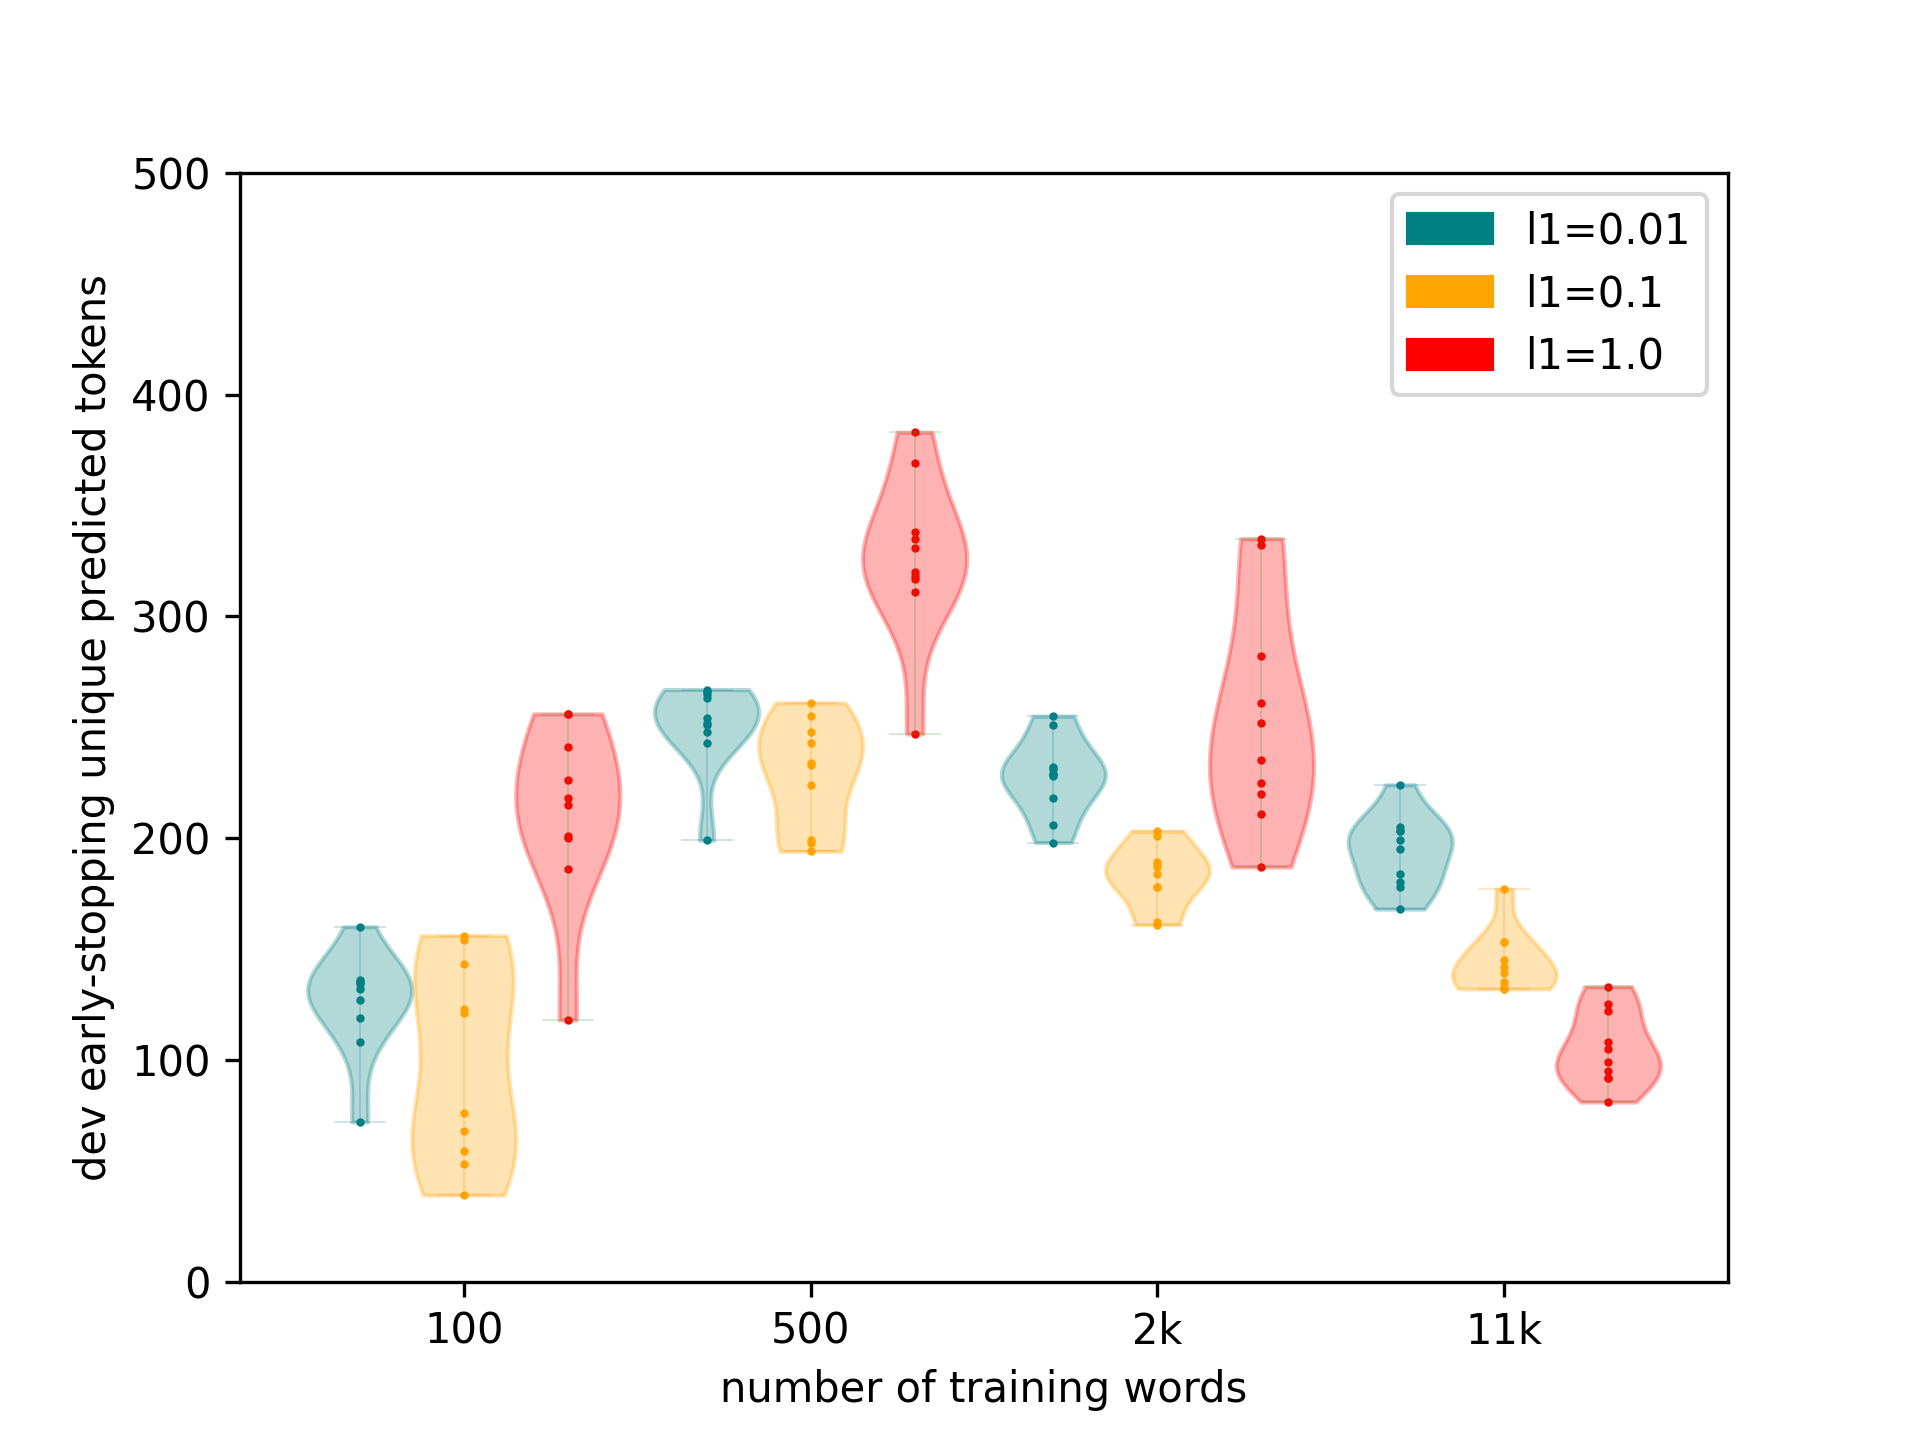 500
400
300
200
100
0
dev early-stopping unique predicted tokens
l1=0.01
l1=0.1
l1=1.0
100 500 2k 11k
number of training words